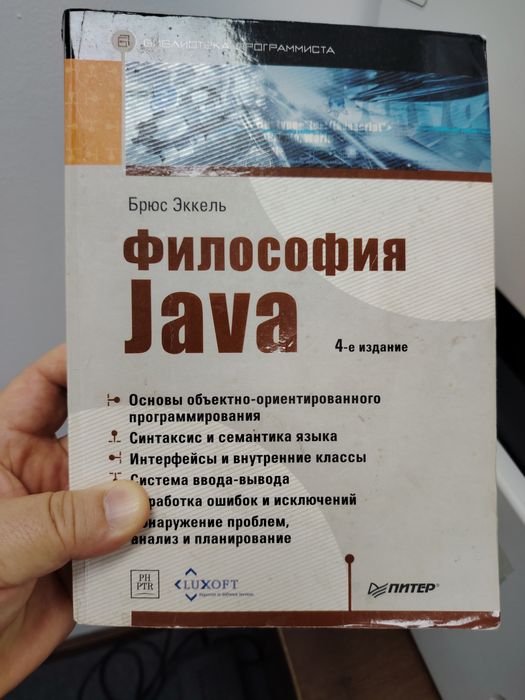 БИБЛИОТЕКА ПРОГРАММИСТА
Брюс Эккель
Философия
Java
4-е издание
Основы объектно-ориентированного
программирования
Синтаксис и семантика языка
Интерфейсы и внутренние классы
Система ввода-вывода
работка ошибок и исключений
наружение проблем,
анализ и планирование
PH
PTR
LUXOFT
ПИТЕР